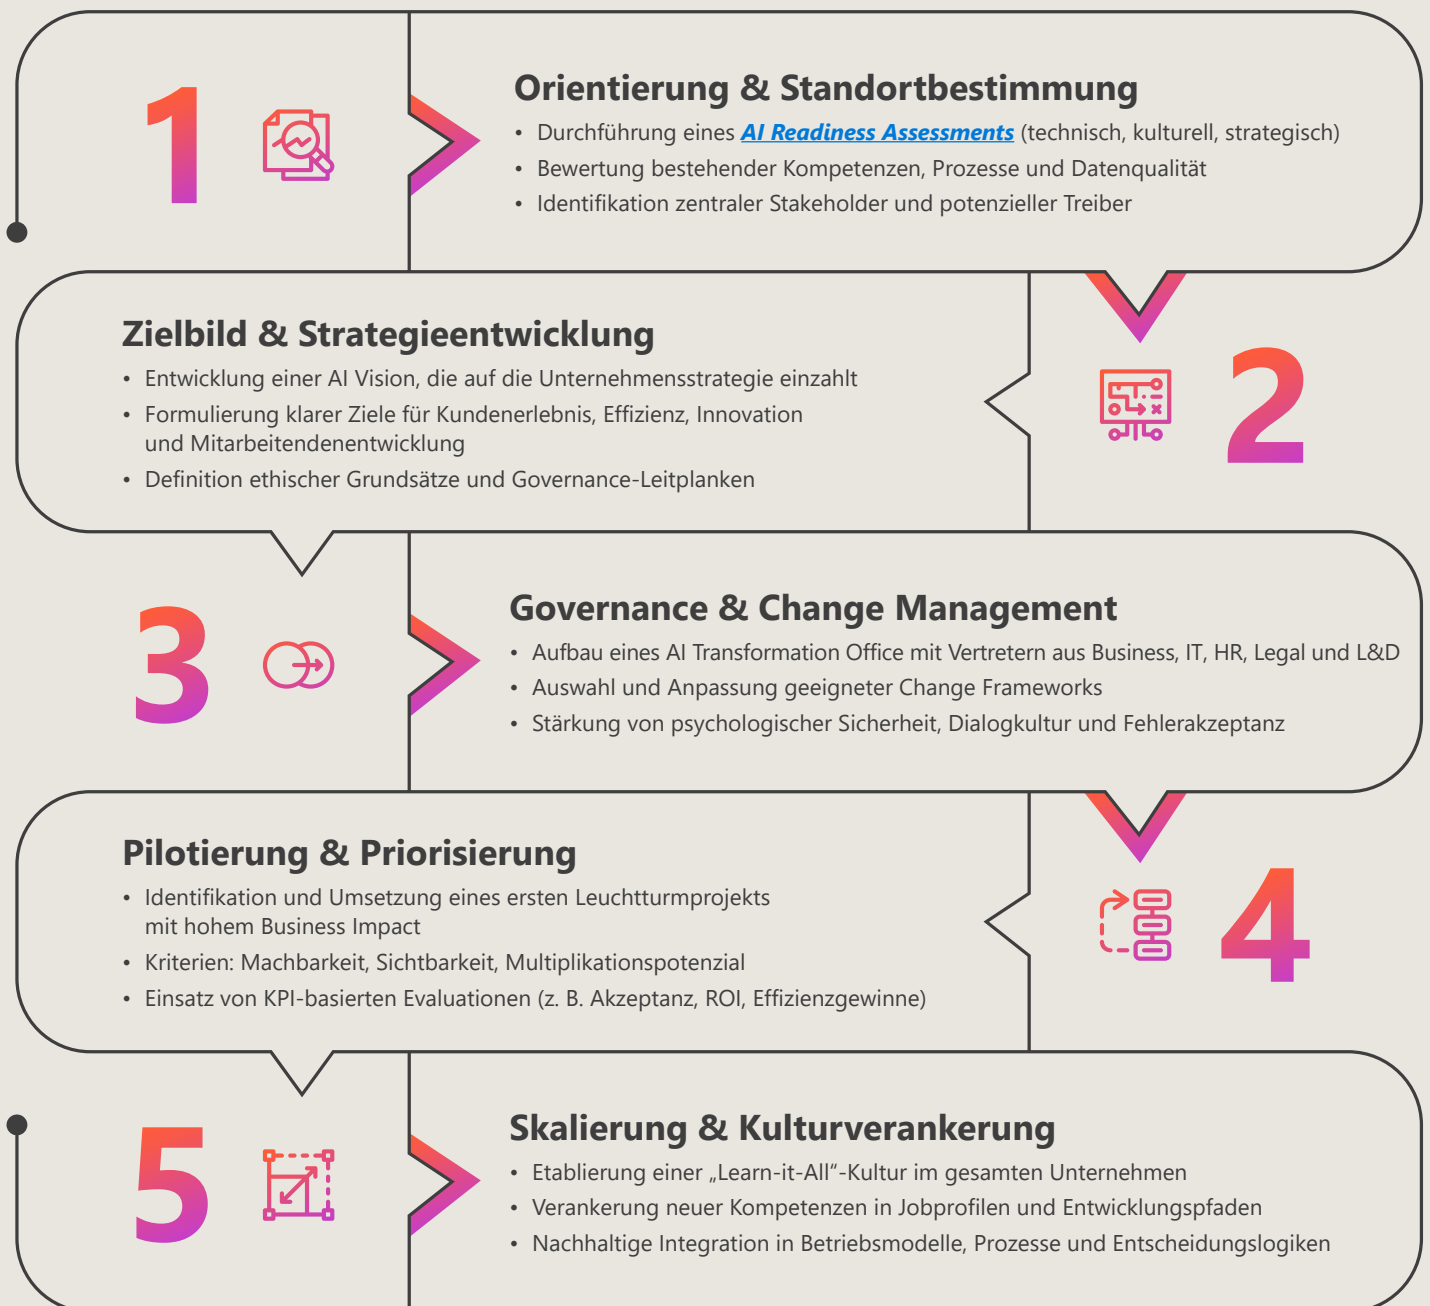 1
Orientierung & Standortbestimmung
• Durchführung eines AI Readiness Assessments (technisch, kulturell, strategisch)
• Bewertung bestehender Kompetenzen, Prozesse und Datenqualität
• Identifikation zentraler Stakeholder und potenzieller Treiber
2
Zielbild & Strategieentwicklung
• Entwicklung einer AI Vision, die auf die Unternehmensstrategie einzahlt
• Formulierung klarer Ziele für Kundenerlebnis, Effizienz, Innovation
und Mitarbeitendenentwicklung
• Definition ethischer Grundsätze und Governance-Leitplanken
3
Governance & Change Management
• Aufbau eines AI Transformation Office mit Vertretern aus Business, IT, HR, Legal und L&D
• Auswahl und Anpassung geeigneter Change Frameworks
• Stärkung von psychologischer Sicherheit, Dialogkultur und Fehlerakzeptanz
4
Pilotierung & Priorisierung
• Identifikation und Umsetzung eines ersten Leuchtturmprojekts
mit hohem Business Impact
• Kriterien: Machbarkeit, Sichtbarkeit, Multiplikationspotenzial
• Einsatz von KPI-basierten Evaluationen (z. B. Akzeptanz, ROI, Effizienzgewinne)
5
Skalierung & Kulturverankerung
• Etablierung einer „Learn-it-All“-Kultur im gesamten Unternehmen
• Verankerung neuer Kompetenzen in Jobprofilen und Entwicklungspfaden
• Nachhaltige Integration in Betriebsmodelle, Prozesse und Entscheidungslogiken